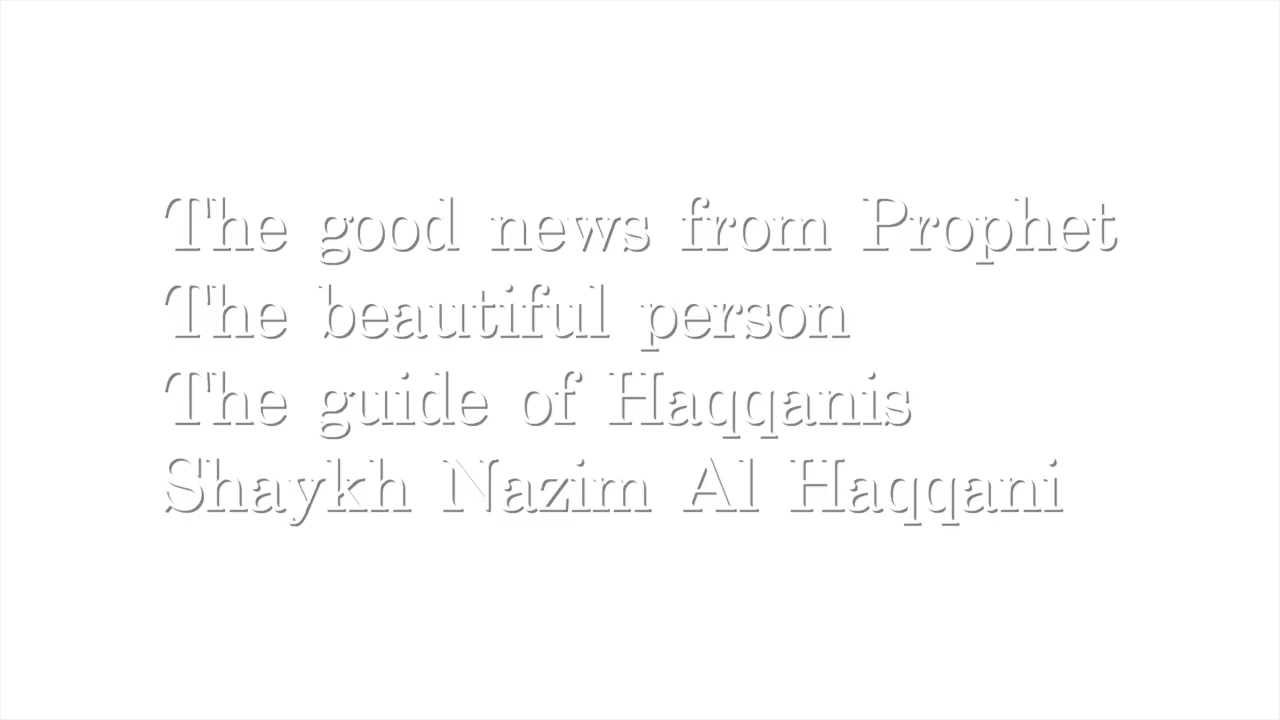 The good news from Prophet
The beautiful person
The guide of Haqqanis
Shaykh Nazim Al Haqqani